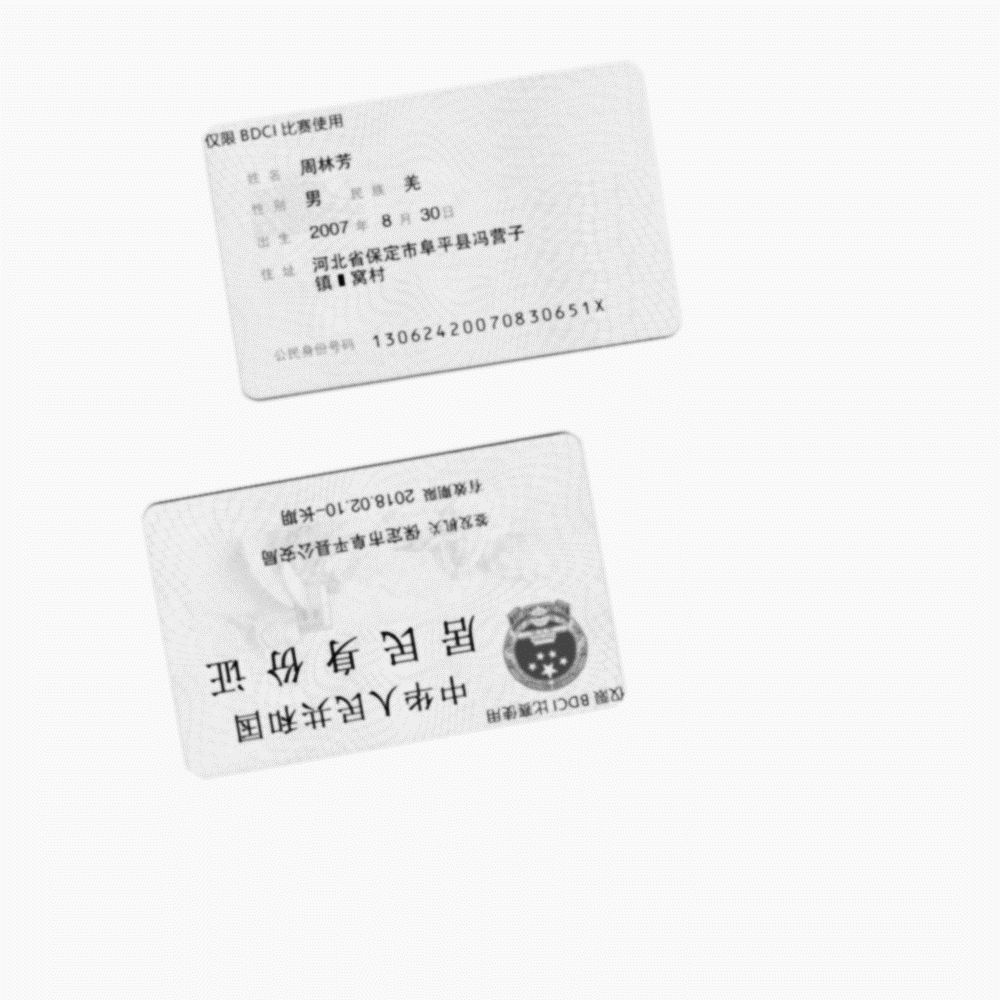 仅限 BDCI 比赛使用
姓名 周林芳
性别 男 民族 羌
出生 2007 年 8 月 30 日
住址 河北省保定市阜平县冯营子
镇▮窝村
公民身份号码 13062420070830651X
仅限 BDCI 比赛使用
中华人民共和国
居民身份证
签发机关 保定市阜平县公安局
有效期限 2018.02.10-长期